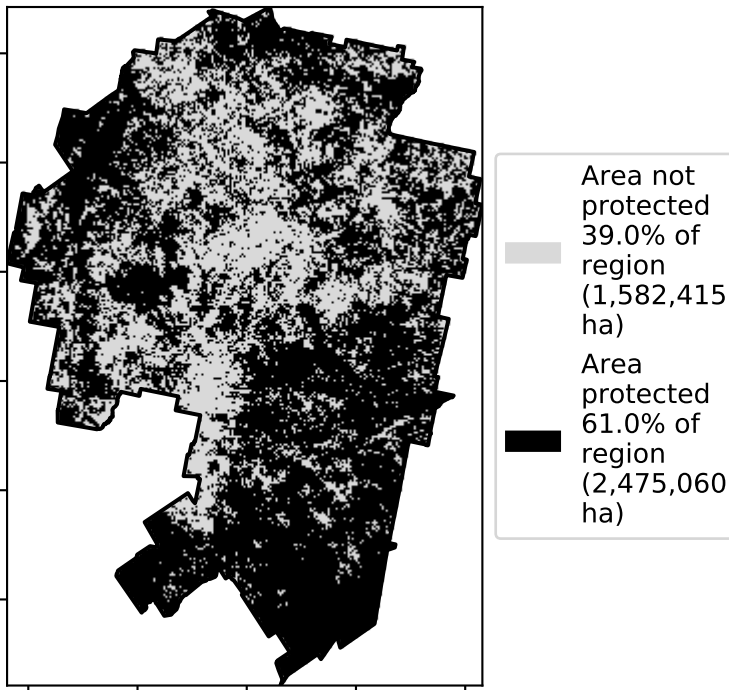 Area not
protected
39.0% of
region
(1,582,415
ha)
Area
protected
61.0% of
region
(2,475,060
ha)